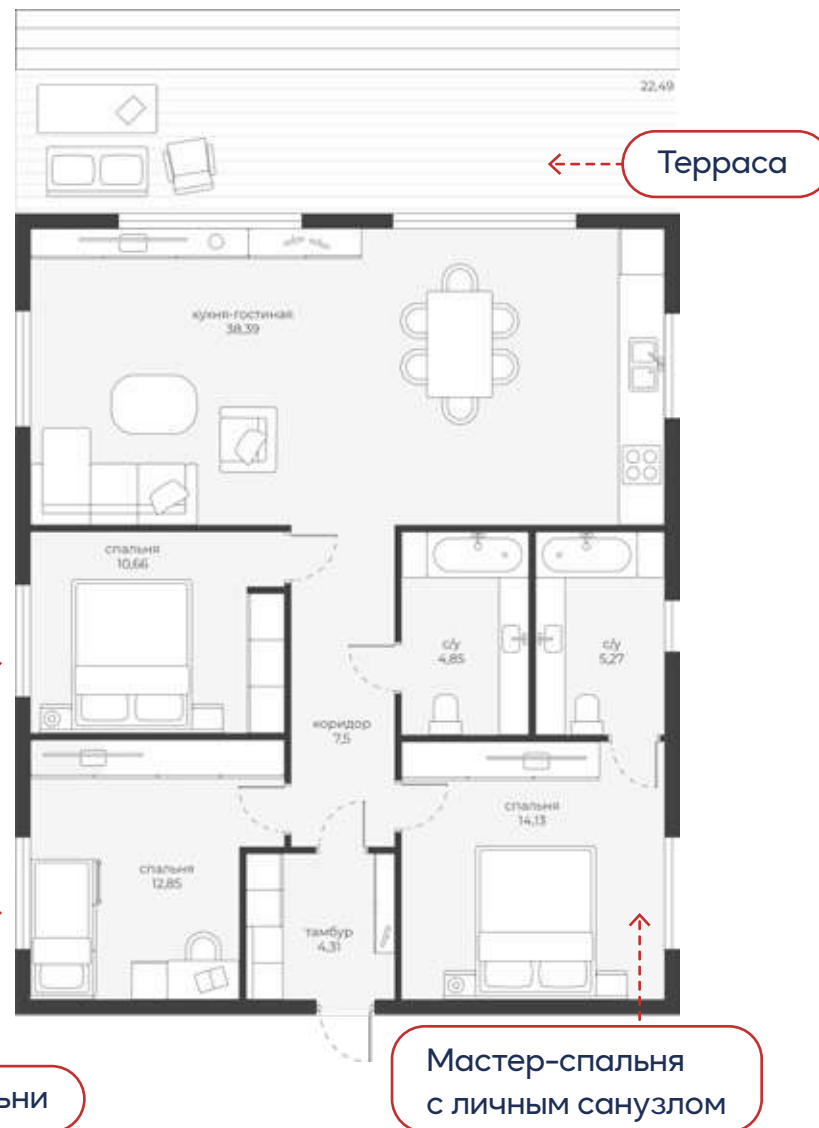 22,49
Терраса
кухня-гостиная
38,39
спальня
10,66
с/у
4,85
с/у
5,27
коридор
7,5
спальня
14,13
спальня
12,85
тамбур
4,31
Мастер-спальня
с личным санузлом